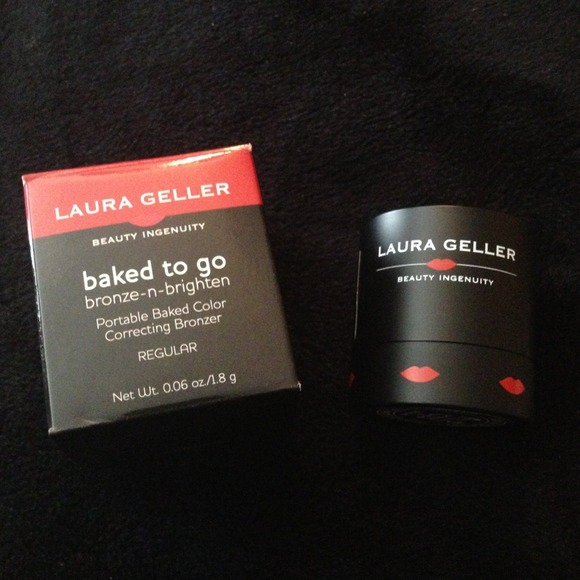 LAURA GELLER
BEAUTY INGENUITY
baked to go
bronze-n-brighten
Portable Baked Color
Correcting Bronzer
REGULAR
Net Wt. 0.06 oz./1.8 g
LAURA GELLER
BEAUTY INGENUITY